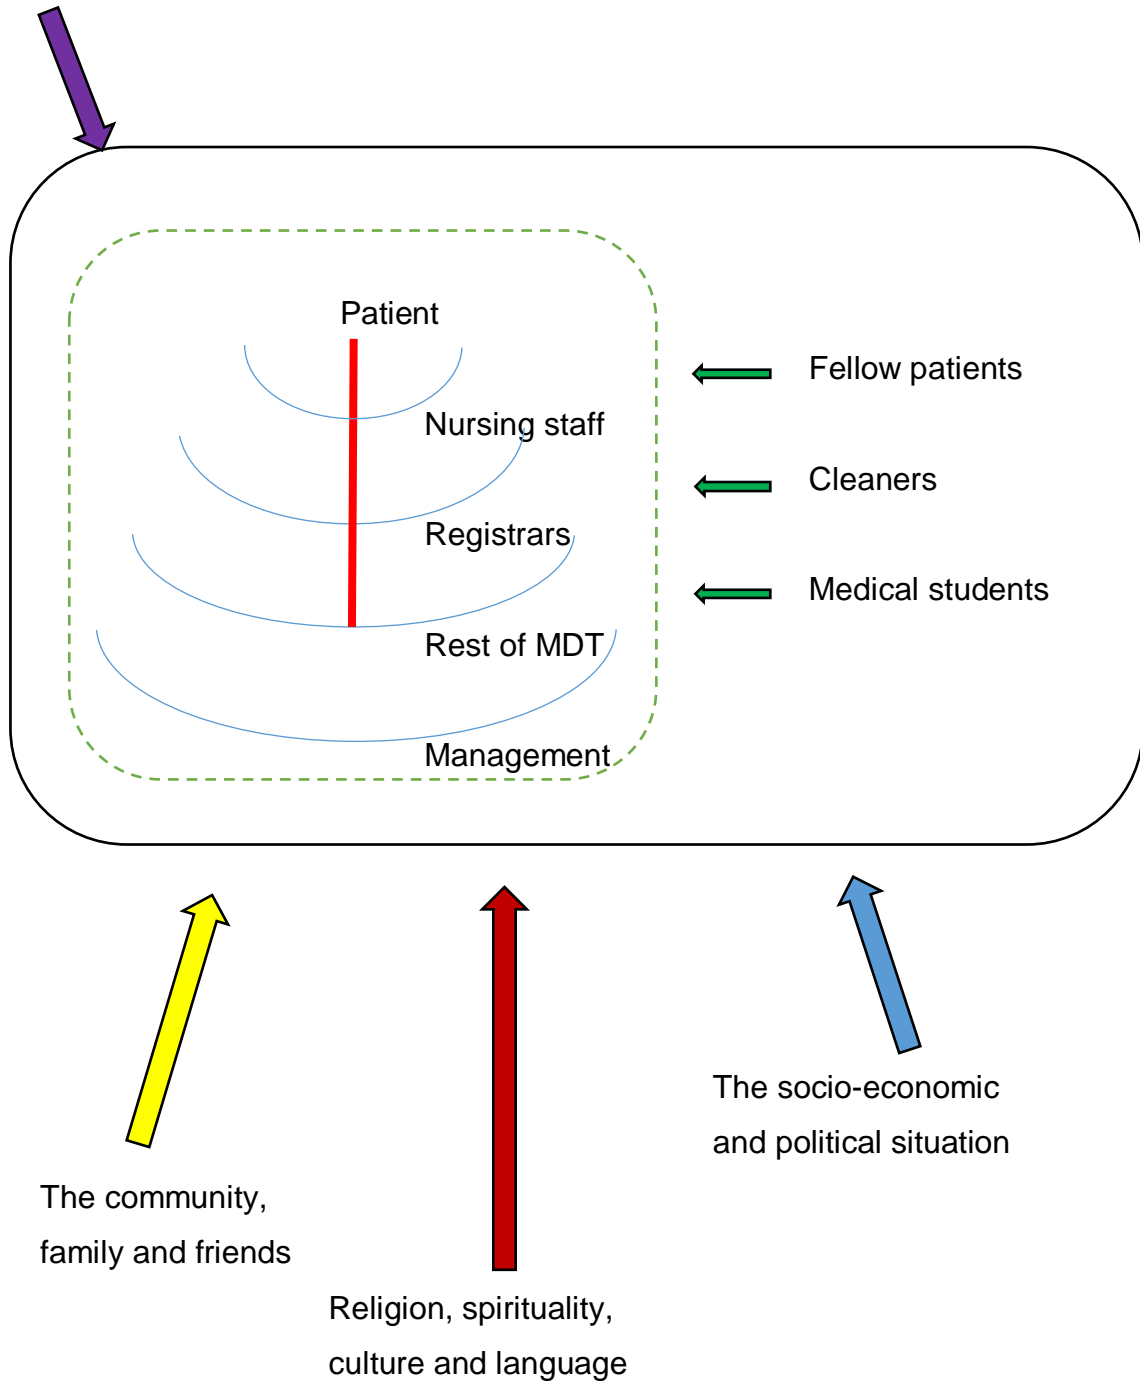 Patient
Fellow patients
Nursing staff
Cleaners
Registrars
Medical students
Rest of MDT
Management
The socio-economic
and political situation
The community,
family and friends
Religion, spirituality,
culture and language